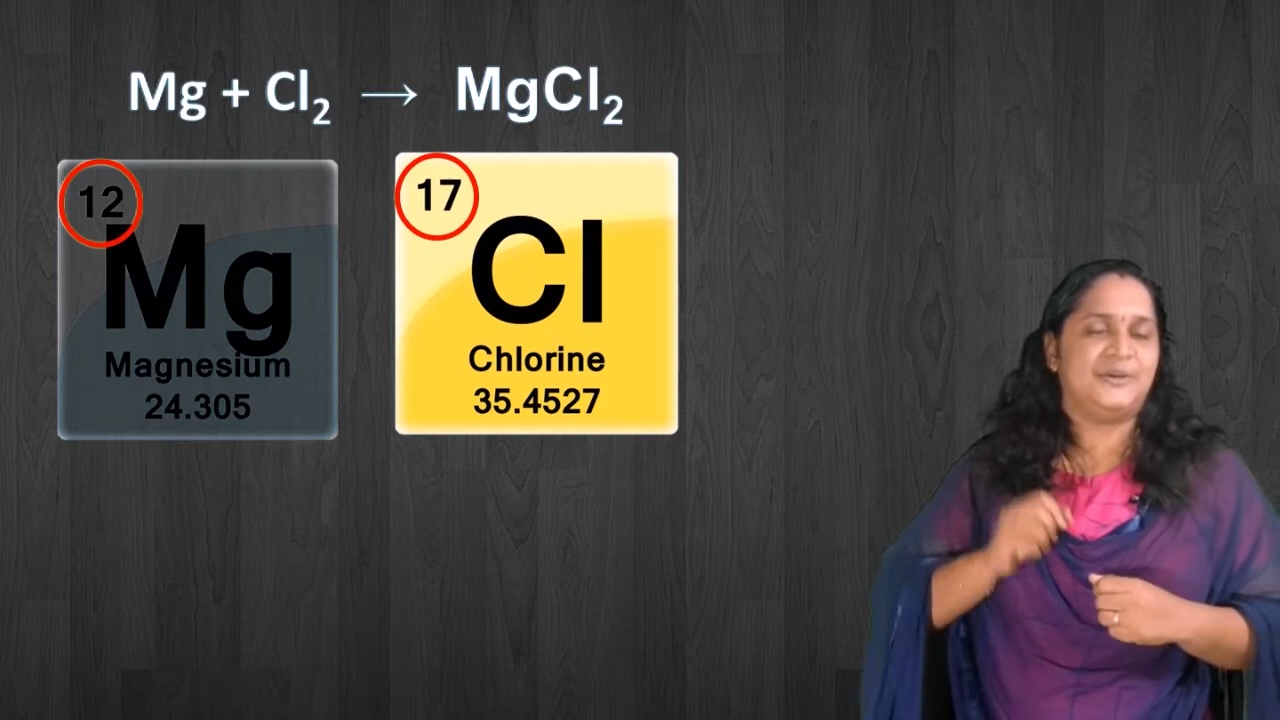 Mg + Cl₂ → MgCl₂
12
Mg
Magnesium
24.305
17
Cl
Chlorine
35.4527